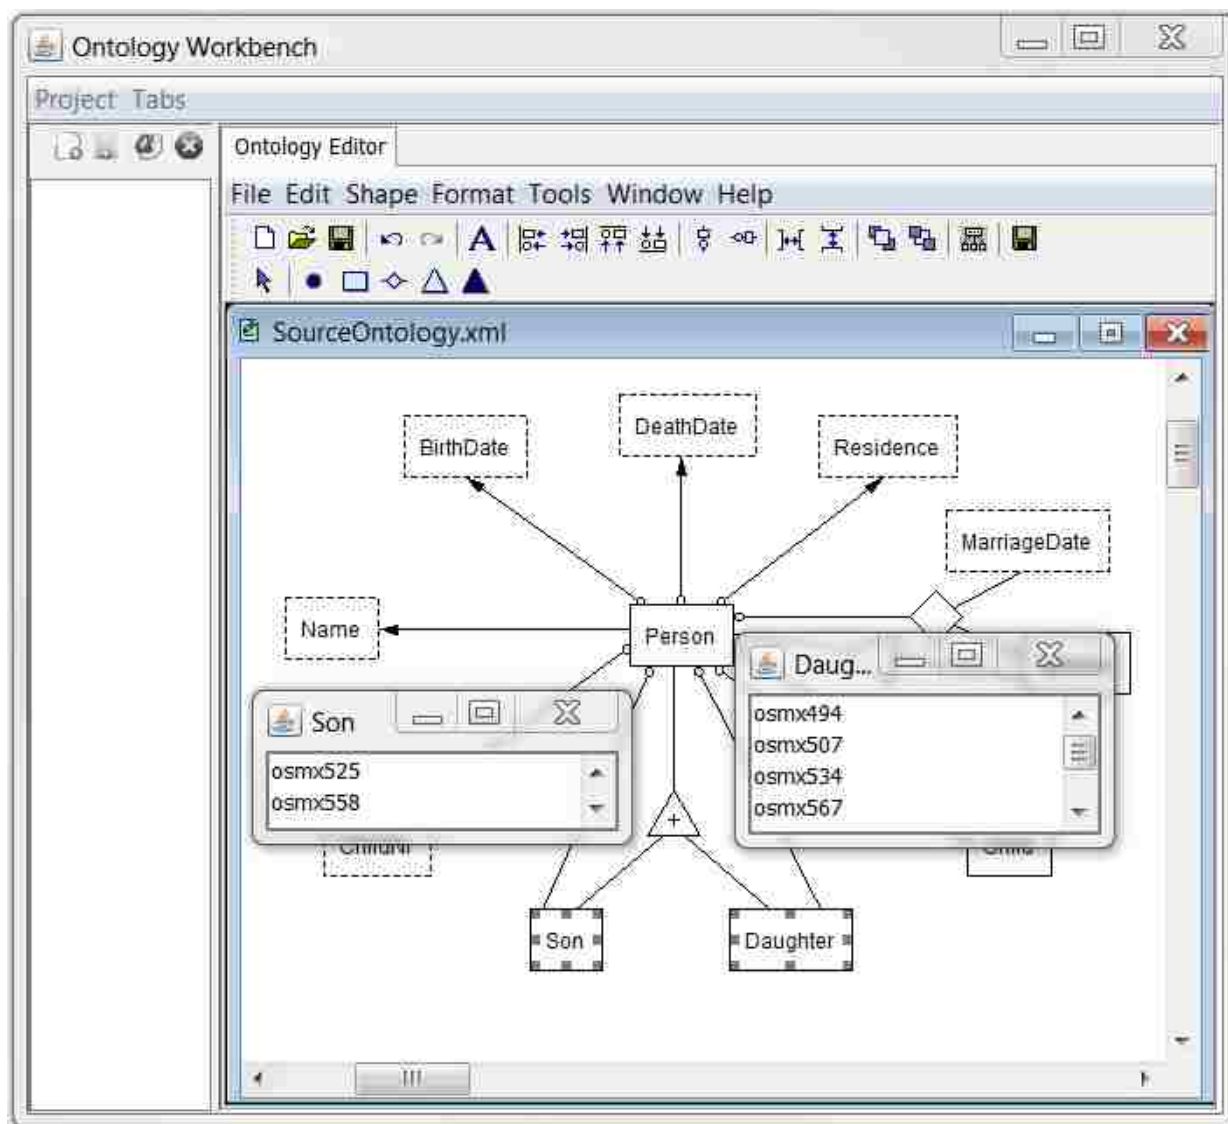 Ontology Workbench
Project Tabs
Ontology Editor
File Edit Shape Format Tools Window Help
A
SourceOntology.xml
DeathDate
BirthDate
Residence
MarriageDate
Name
Person
Daug...
Son
osmx494
osmx507
osmx534
osmx567
osmx525
osmx558
+
Son
Daughter